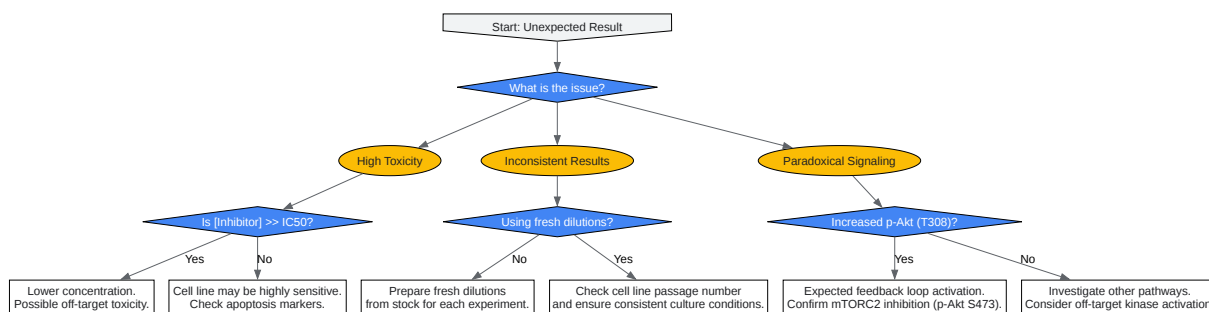 Start: Unexpected Result
What is the issue?
High Toxicity
Inconsistent Results
Paradoxical Signaling
Is [Inhibitor] >> IC50?
Using fresh dilutions?
Increased p-Akt (T308)?
Yes
No
No
Yes
Yes
No
Lower concentration.
Possible off-target toxicity.
Cell line may be highly sensitive.
Check apoptosis markers.
Prepare fresh dilutions
from stock for each experiment.
Check cell line passage number
and ensure consistent culture conditions.
Expected feedback loop activation.
Confirm mTORC2 inhibition (p-Akt S473).
Investigate other pathways.
Consider off-target kinase activation.